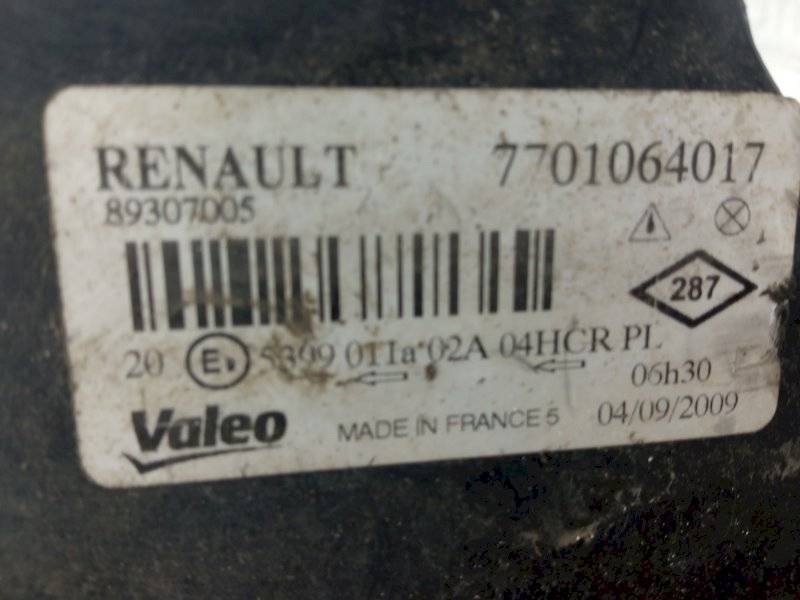 RENAULT 7701064017
89307005
287
20 E 5399 01Ia 02A 04HCR PL
06h30
Valeo MADE IN FRANCE 5 04/09/2009